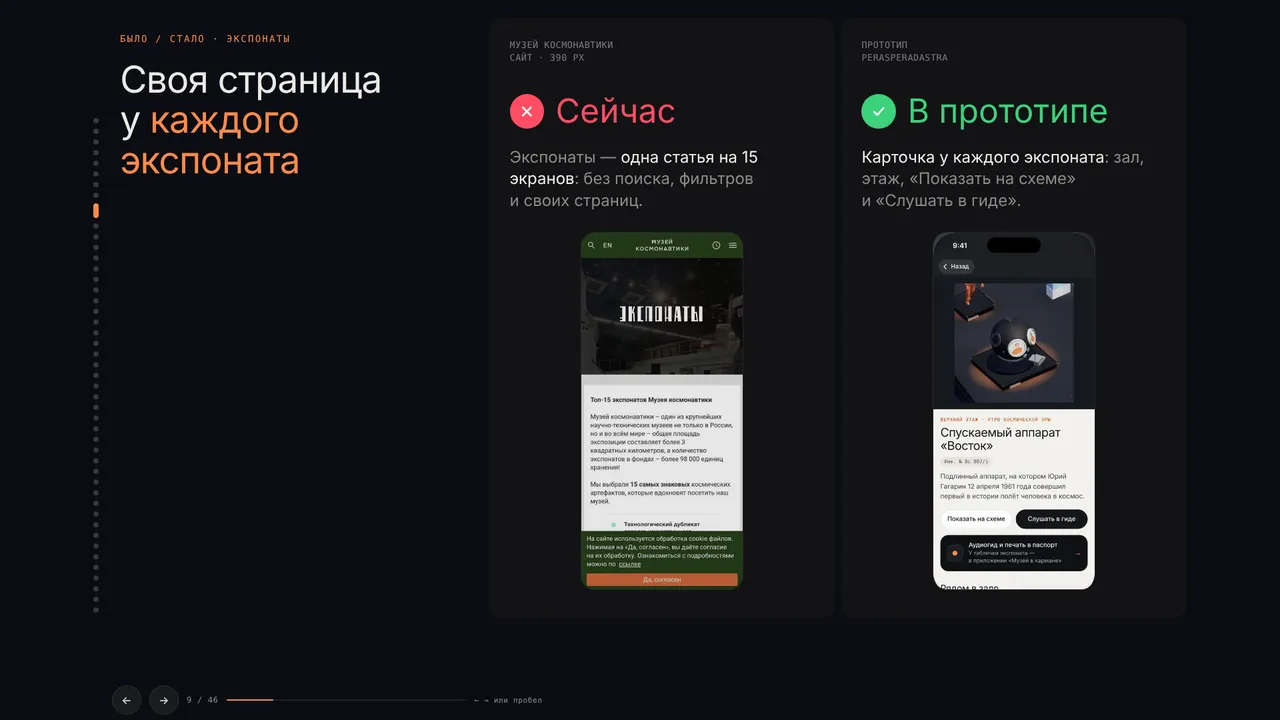 БЫЛО / СТАЛО · ЭКСПОНАТЫ
Своя страница
у каждого
экспоната
МУЗЕЙ КОСМОНАВТИКИ
САЙТ · 390 PX
Сейчас
Экспонаты — одна статья на 15
экранов: без поиска, фильтров
и своих страниц.
EN
МУЗЕЙ
КОСМОНАВТИКИ
ЭКСПОНАТЫ
Топ-15 экспонатов Музея космонавтики
Музей космонавтики – один из крупнейших
научно-технических музеев не только в России,
но и во всём мире – общая площадь
экспозиции составляет более 3
квадратных километров, а количество
экспонатов в фондах – более 98 000 единиц
хранения!
Мы выбрали 15 самых знаковых космических
артефактов, которые вдохновят посетить наш
музей.
Технологический дубликат
На сайте используется обработка cookie файлов.
Нажимая на «Да, согласен», вы даёте согласие
на их обработку. Ознакомиться с подробностями
можно по ссылке
Да, согласен
ПРОТОТИП
PERASPERADASTRA
В прототипе
Карточка у каждого экспоната: зал,
этаж, «Показать на схеме»
и «Слушать в гиде».
9:41
Назад
ВЕРХНИЙ ЭТАЖ · УТРО КОСМИЧЕСКОЙ ЭРЫ
Спускаемый аппарат
«Восток»
Подлинный аппарат, на котором Юрий
Гагарин 12 апреля 1961 года совершил
первый в истории полёт человека в космос.
Показать на схеме
Слушать в гиде
Аудиогид и печать в паспорт
У таблички экспоната —
в приложении «Музей в кармане»
→
Рядом в зале
← → 9 / 46
← → или пробел